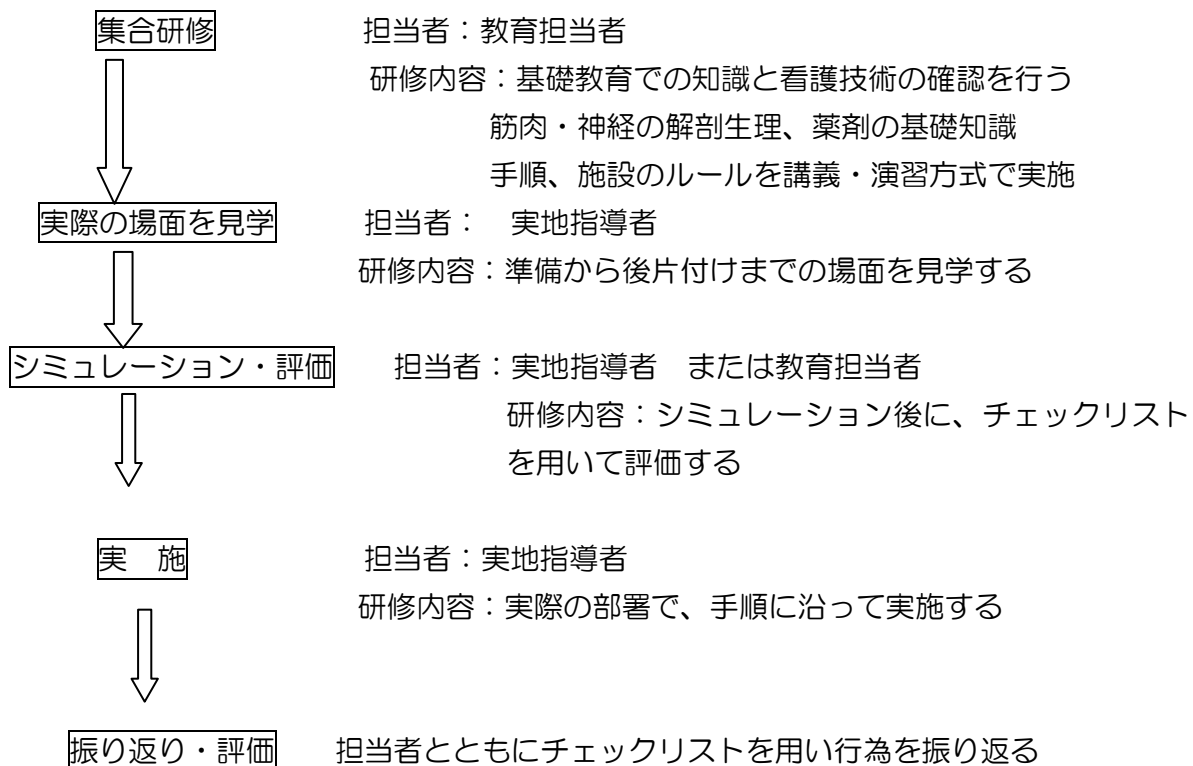 集合研修　担当者：教育担当者
研修内容：基礎教育での知識と看護技術の確認を行う
筋肉・神経の解剖生理、薬剤の基礎知識
手順、施設のルールを講義・演習方式で実施
実際の場面を見学　担当者：　実地指導者
研修内容：準備から後片付けまでの場面を見学する
シミュレーション・評価　担当者：実地指導者　または教育担当者
研修内容：シミュレーション後に、チェックリスト
を用いて評価する
実　施　担当者：実地指導者
研修内容：実際の部署で、手順に沿って実施する
振り返り・評価　担当者とともにチェックリストを用い行為を振り返る